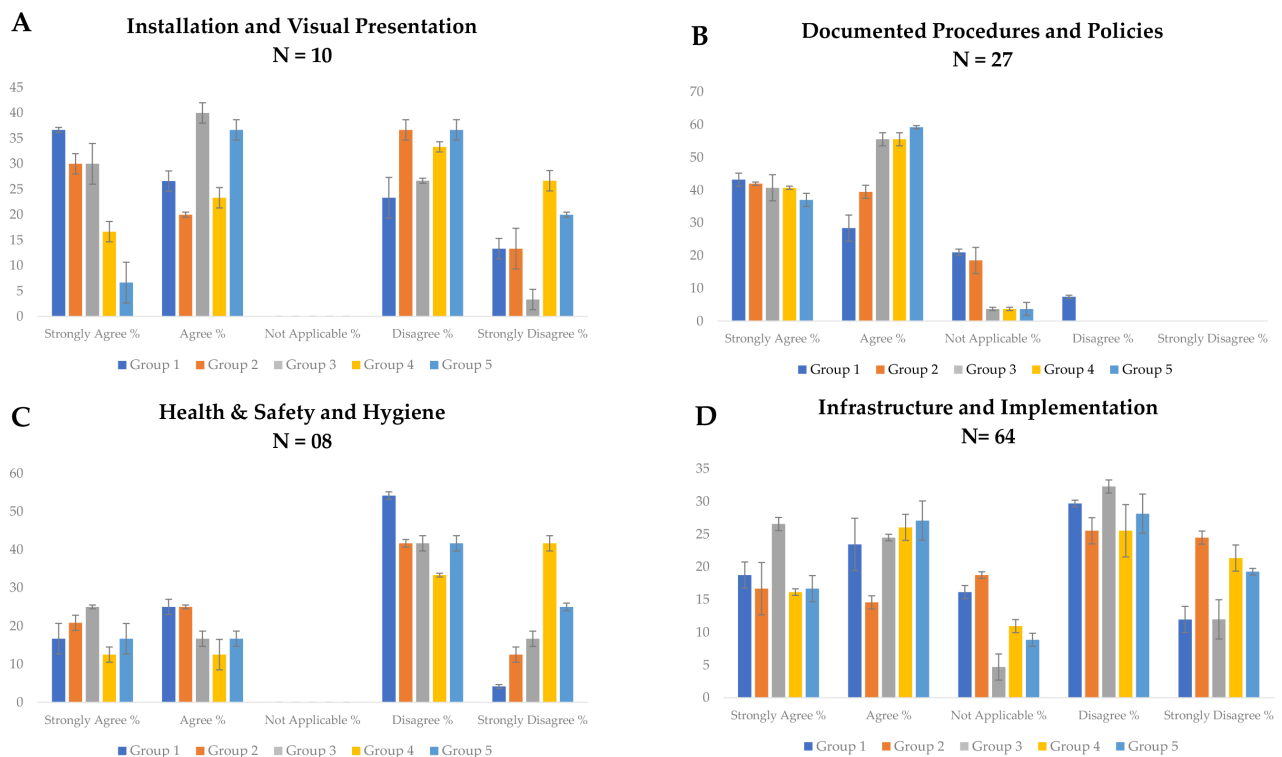 A
Installation and Visual Presentation
N = 10
45
40
35
30
25
20
15
10
5
0
Strongly Agree % Agree % Not Applicable % Disagree % Strongly Disagree %
Group 1 Group 2 Group 3 Group 4 Group 5
B
Documented Procedures and Policies
N = 27
70
60
50
40
30
20
10
0
Strongly Agree % Agree % Not Applicable % Disagree % Strongly Disagree %
Group 1 Group 2 Group 3 Group 4 Group 5
C
Health & Safety and Hygiene
N = 08
60
50
40
30
20
10
0
Strongly Agree % Agree % Not Applicable % Disagree % Strongly Disagree %
Group 1 Group 2 Group 3 Group 4 Group 5
D
Infrastructure and Implementation
N= 64
35
30
25
20
15
10
5
0
Strongly Agree % Agree % Not Applicable % Disagree % Strongly Disagree %
Group 1 Group 2 Group 3 Group 4 Group 5